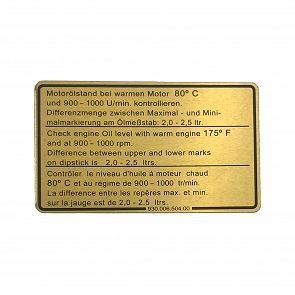 Motorölstand bei warmen Motor 80° C
und 900 - 1000 U/min. kontrollieren.
Differenzmenge zwischen Maximal - und Mini-
malmarkierung am Ölmeßstab: 2,0 - 2,5 ltr.
Check engine Oil level with warm engine 175° F
and at 900 - 1000 rpm.
Difference between upper and lower marks
on dipstick is 2,0 - 2,5 ltrs.
Contrôler le niveau d'huile à moteur chaud
80° C et au régime de 900 - 1000 tr/min.
La difference entre les repères max. et min.
sur la jauge est de 2,0 - 2,5 ltrs.
930.006.504.00